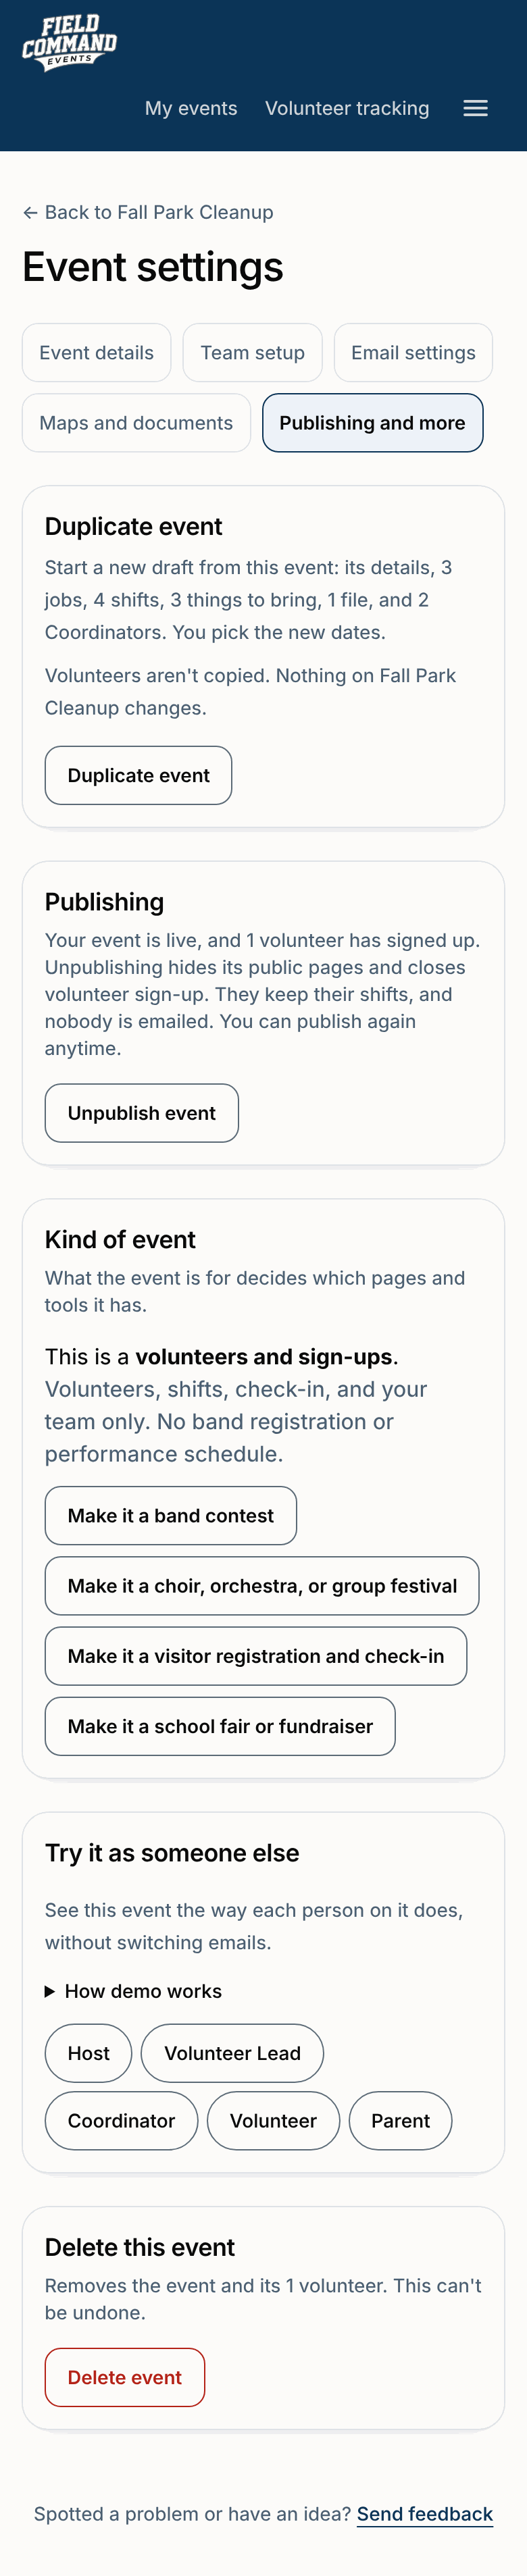 FIELD
COMMAND
EVENTS
My events
Volunteer tracking
← Back to Fall Park Cleanup
Event settings
Event details
Team setup
Email settings
Maps and documents
Publishing and more
Duplicate event
Start a new draft from this event: its details, 3
jobs, 4 shifts, 3 things to bring, 1 file, and 2
Coordinators. You pick the new dates.
Volunteers aren't copied. Nothing on Fall Park
Cleanup changes.
Duplicate event
Publishing
Your event is live, and 1 volunteer has signed up.
Unpublishing hides its public pages and closes
volunteer sign-up. They keep their shifts, and
nobody is emailed. You can publish again
anytime.
Unpublish event
Kind of event
What the event is for decides which pages and
tools it has.
This is a volunteers and sign-ups.
Volunteers, shifts, check-in, and your
team only. No band registration or
performance schedule.
Make it a band contest
Make it a choir, orchestra, or group festival
Make it a visitor registration and check-in
Make it a school fair or fundraiser
Try it as someone else
See this event the way each person on it does,
without switching emails.
▶ How demo works
Host
Volunteer Lead
Coordinator
Volunteer
Parent
Delete this event
Removes the event and its 1 volunteer. This can't
be undone.
Delete event
Spotted a problem or have an idea? Send feedback